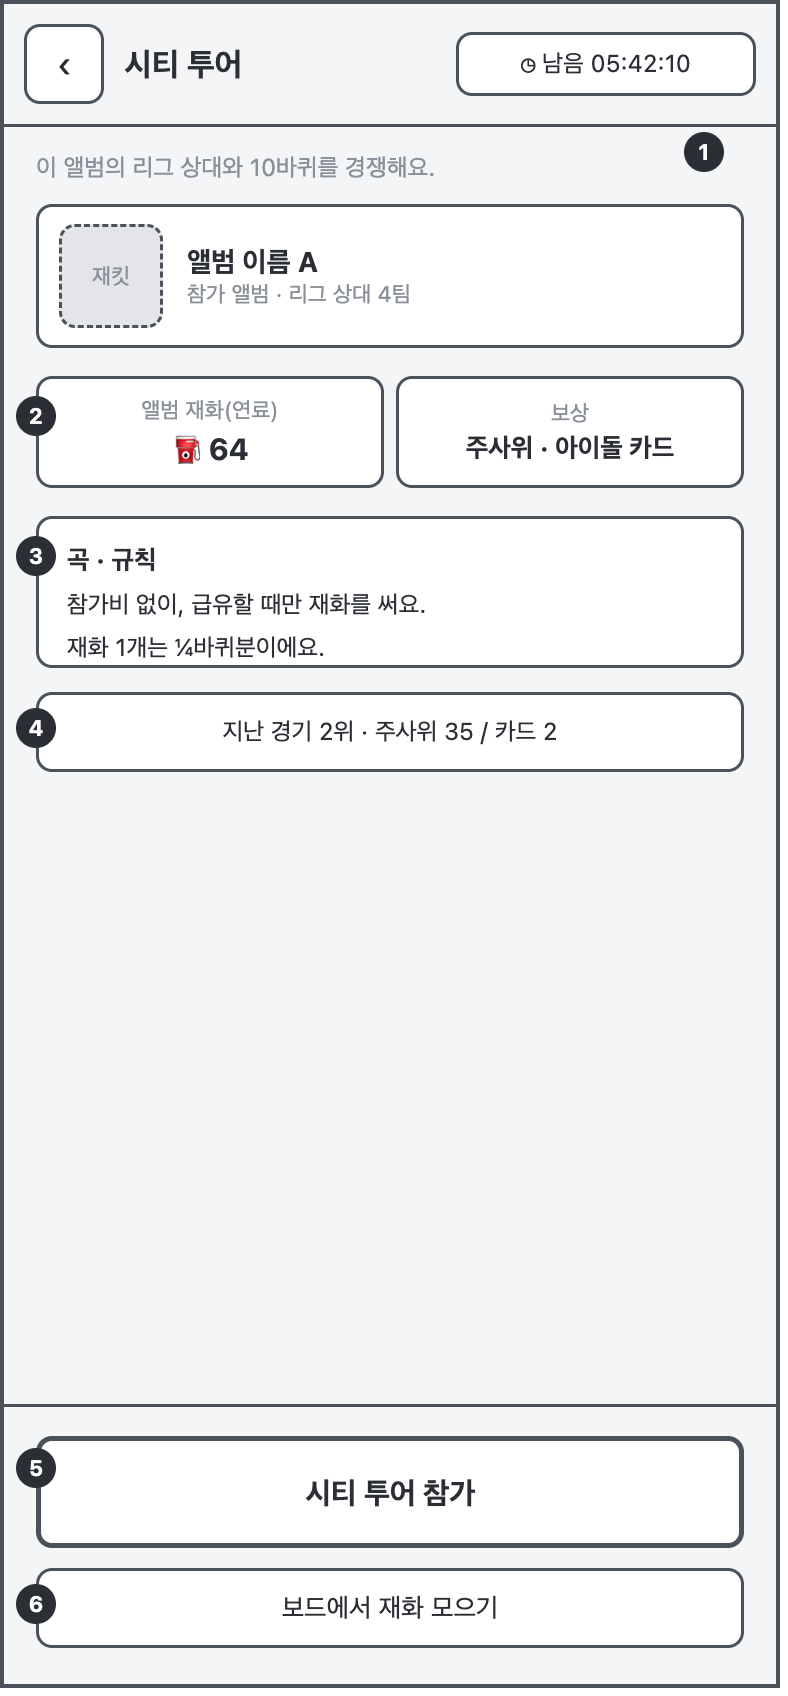 ‹ 시티 투어 ◷ 남음 05:42:10
1
이 앨범의 리그 상대와 10바퀴를 경쟁해요.
재킷
앨범 이름 A
참가 앨범 · 리그 상대 4팀
2
앨범 재화(연료)
⛽ 64
보상
주사위 · 아이돌 카드
3
곡 · 규칙
참가비 없이, 급유할 때만 재화를 써요.
재화 1개는 ¼바퀴분이에요.
4
지난 경기 2위 · 주사위 35 / 카드 2
5
시티 투어 참가
6
보드에서 재화 모으기